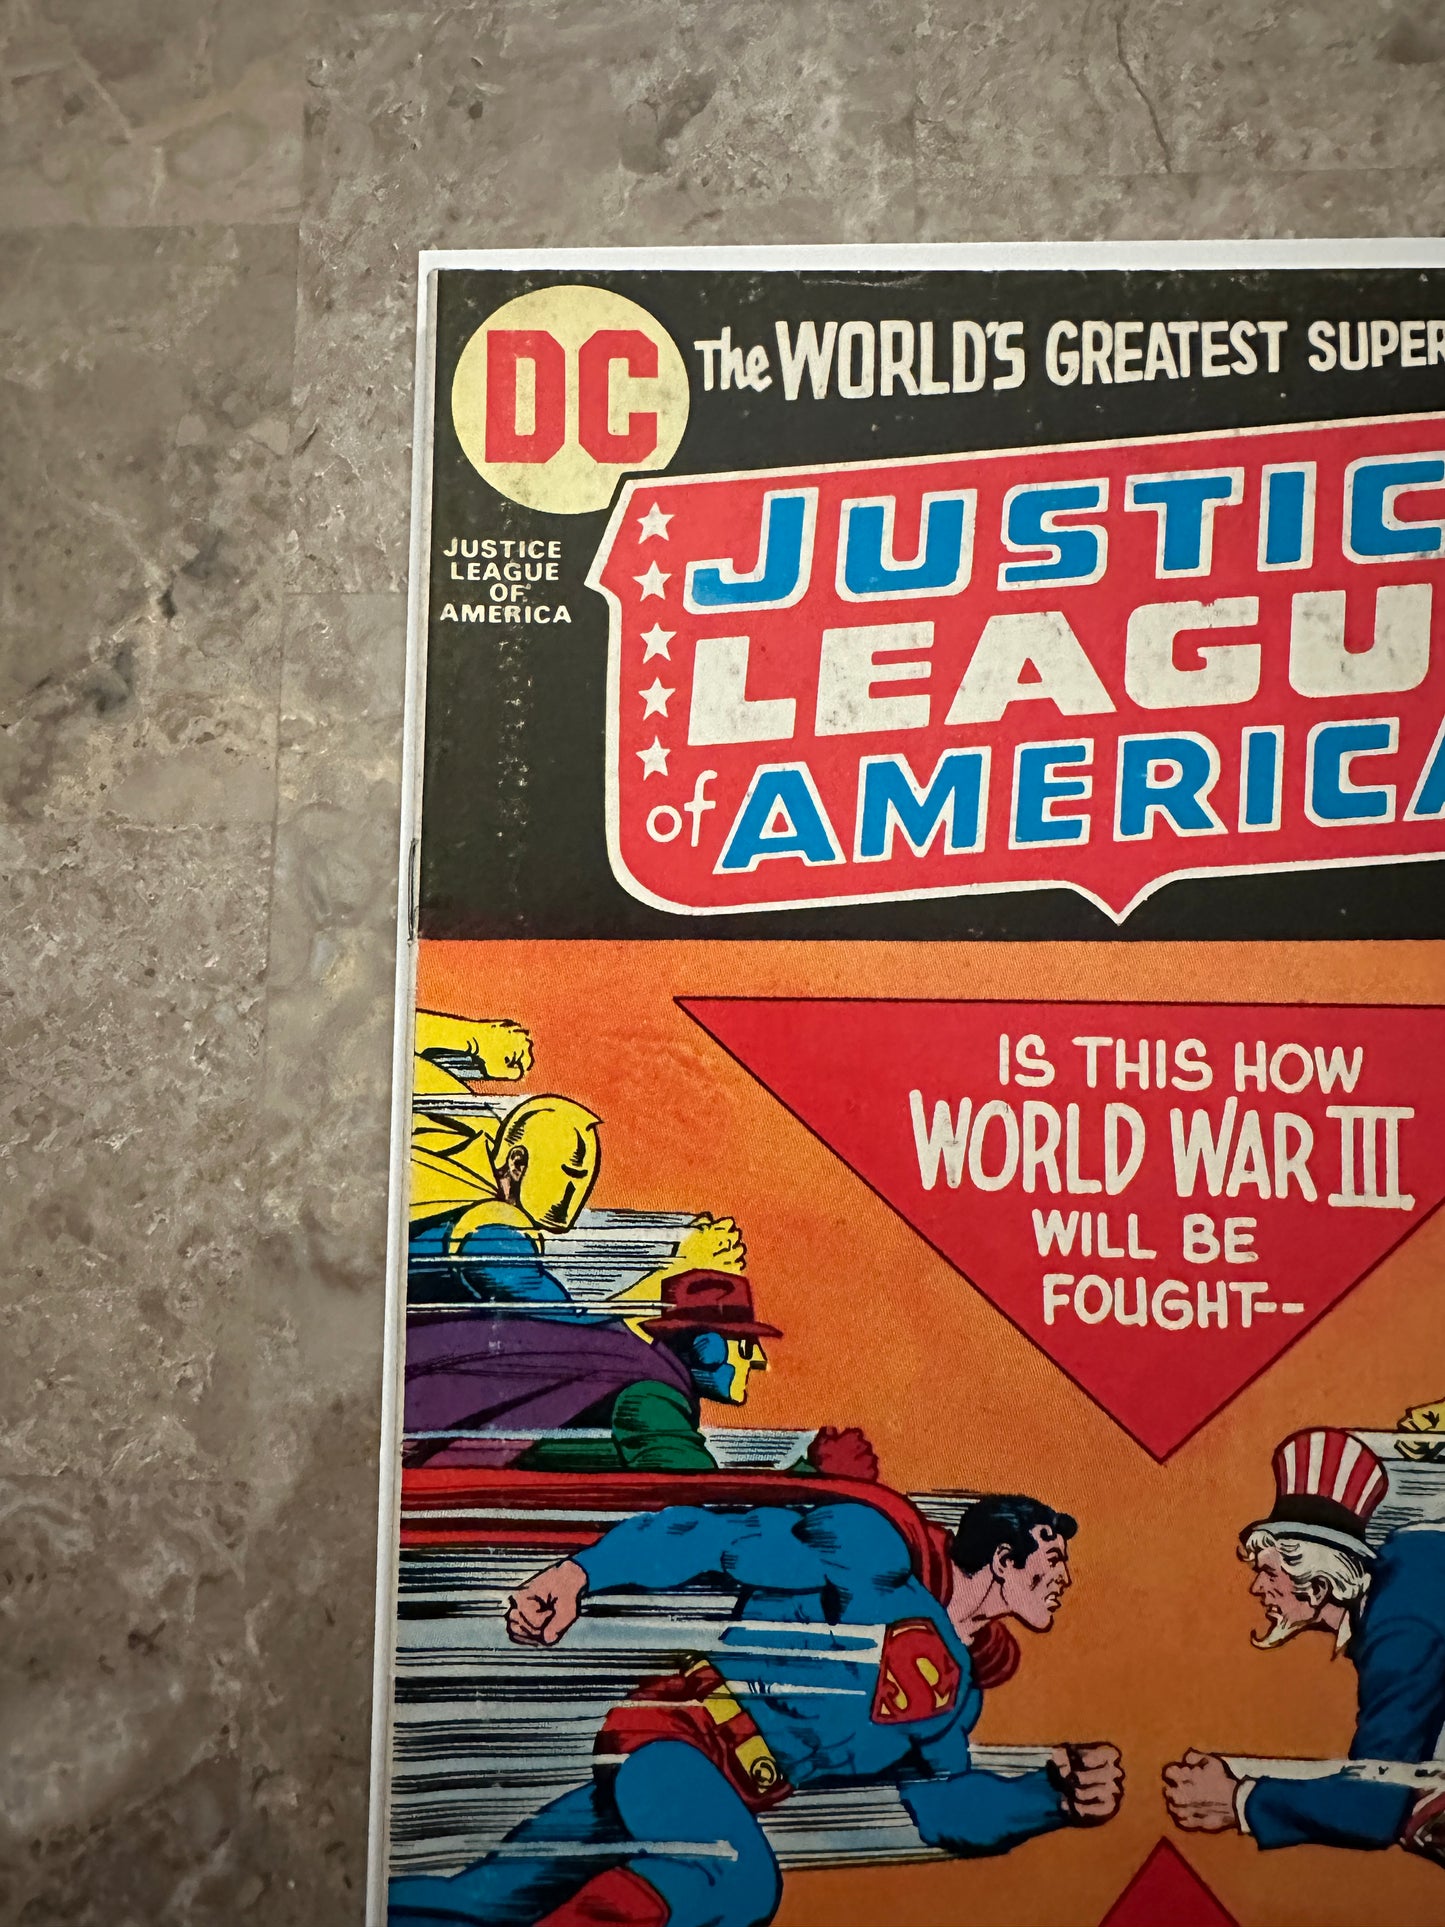 DC
The WORLD'S GREATEST SUPER
JUSTICE
LEAGUE
OF
AMERICA
JUSTIC
LEAGU
of AMERICA
IS THIS HOW
WORLD WAR III
WILL BE
FOUGHT--
S